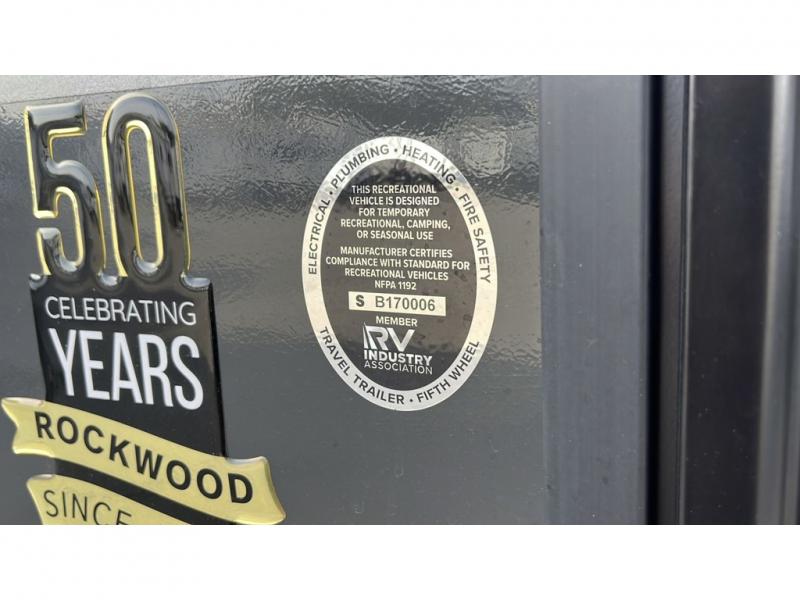 50
CELEBRATING
YEARS
ROCKWOOD
SINCE
ELECTRICAL • PLUMBING • HEATING • FIRE SAFETY
THIS RECREATIONAL
VEHICLE IS DESIGNED
FOR TEMPORARY
RECREATIONAL, CAMPING,
OR SEASONAL USE
MANUFACTURER CERTIFIES
COMPLIANCE WITH STANDARD FOR
RECREATIONAL VEHICLES
NFPA 1192
S B170006
MEMBER
RV
INDUSTRY
ASSOCIATION
TRAVEL TRAILER • FIFTH WHEEL